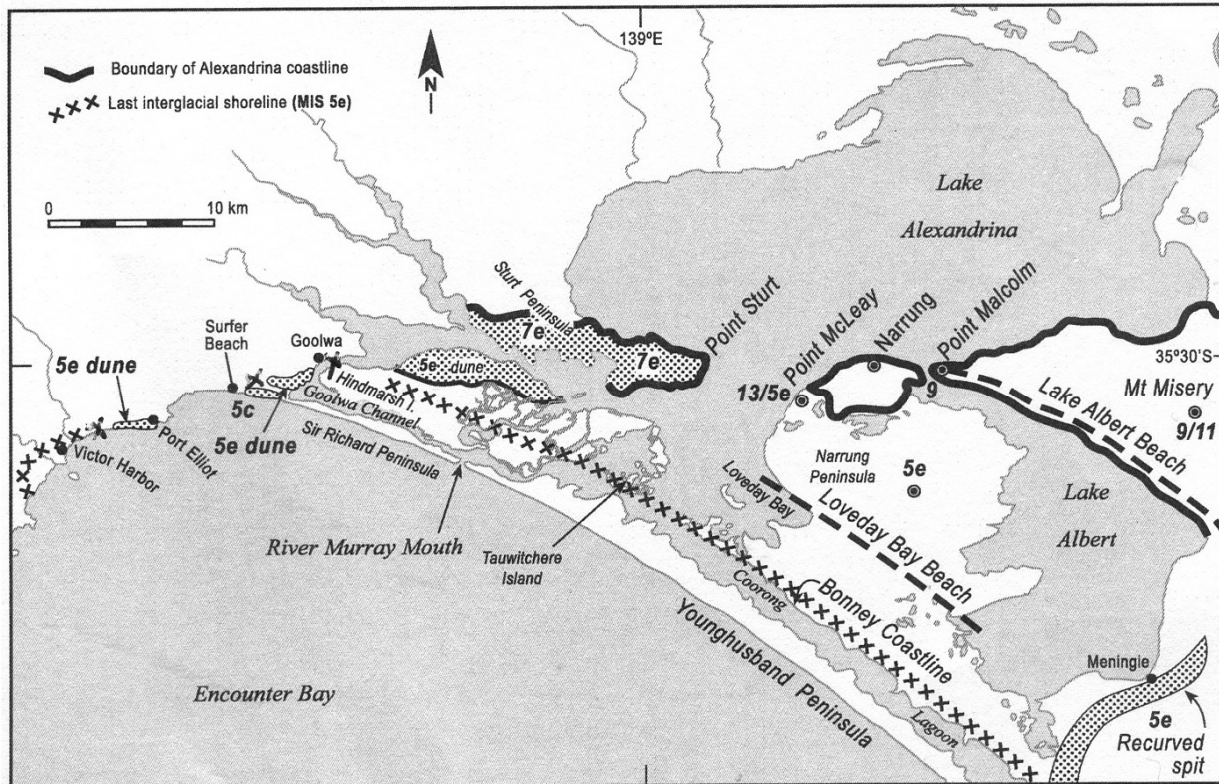 139°E
Boundary of Alexandrina coastline
N
Last interglacial shoreline (MIS 5e)
0
10 km
Lake
Alexandrina
Sturt Peninsula
7e
7e
Point Sturt
Point McLeay
Narrung
Point Malcolm
Surfer
Beach
Goolwa
5e dune
5e dune
35°30'S
13/5e
9
Mt Misery
9/11
Lake Albert Beach
5c
5e dune
Hindmarsh I.
Goolwa Channel
Sir Richard Peninsula
Port Elliot
Victor Harbor
Narrung
Peninsula
5e
Loveday Bay
Loveday Bay Beach
Lake
Albert
River Murray Mouth
Tauwitchere
Island
Coorong
Bonney Coastline
Younghusband Peninsula
Lagoon
Encounter Bay
Meningie
5e
Recurved
spit